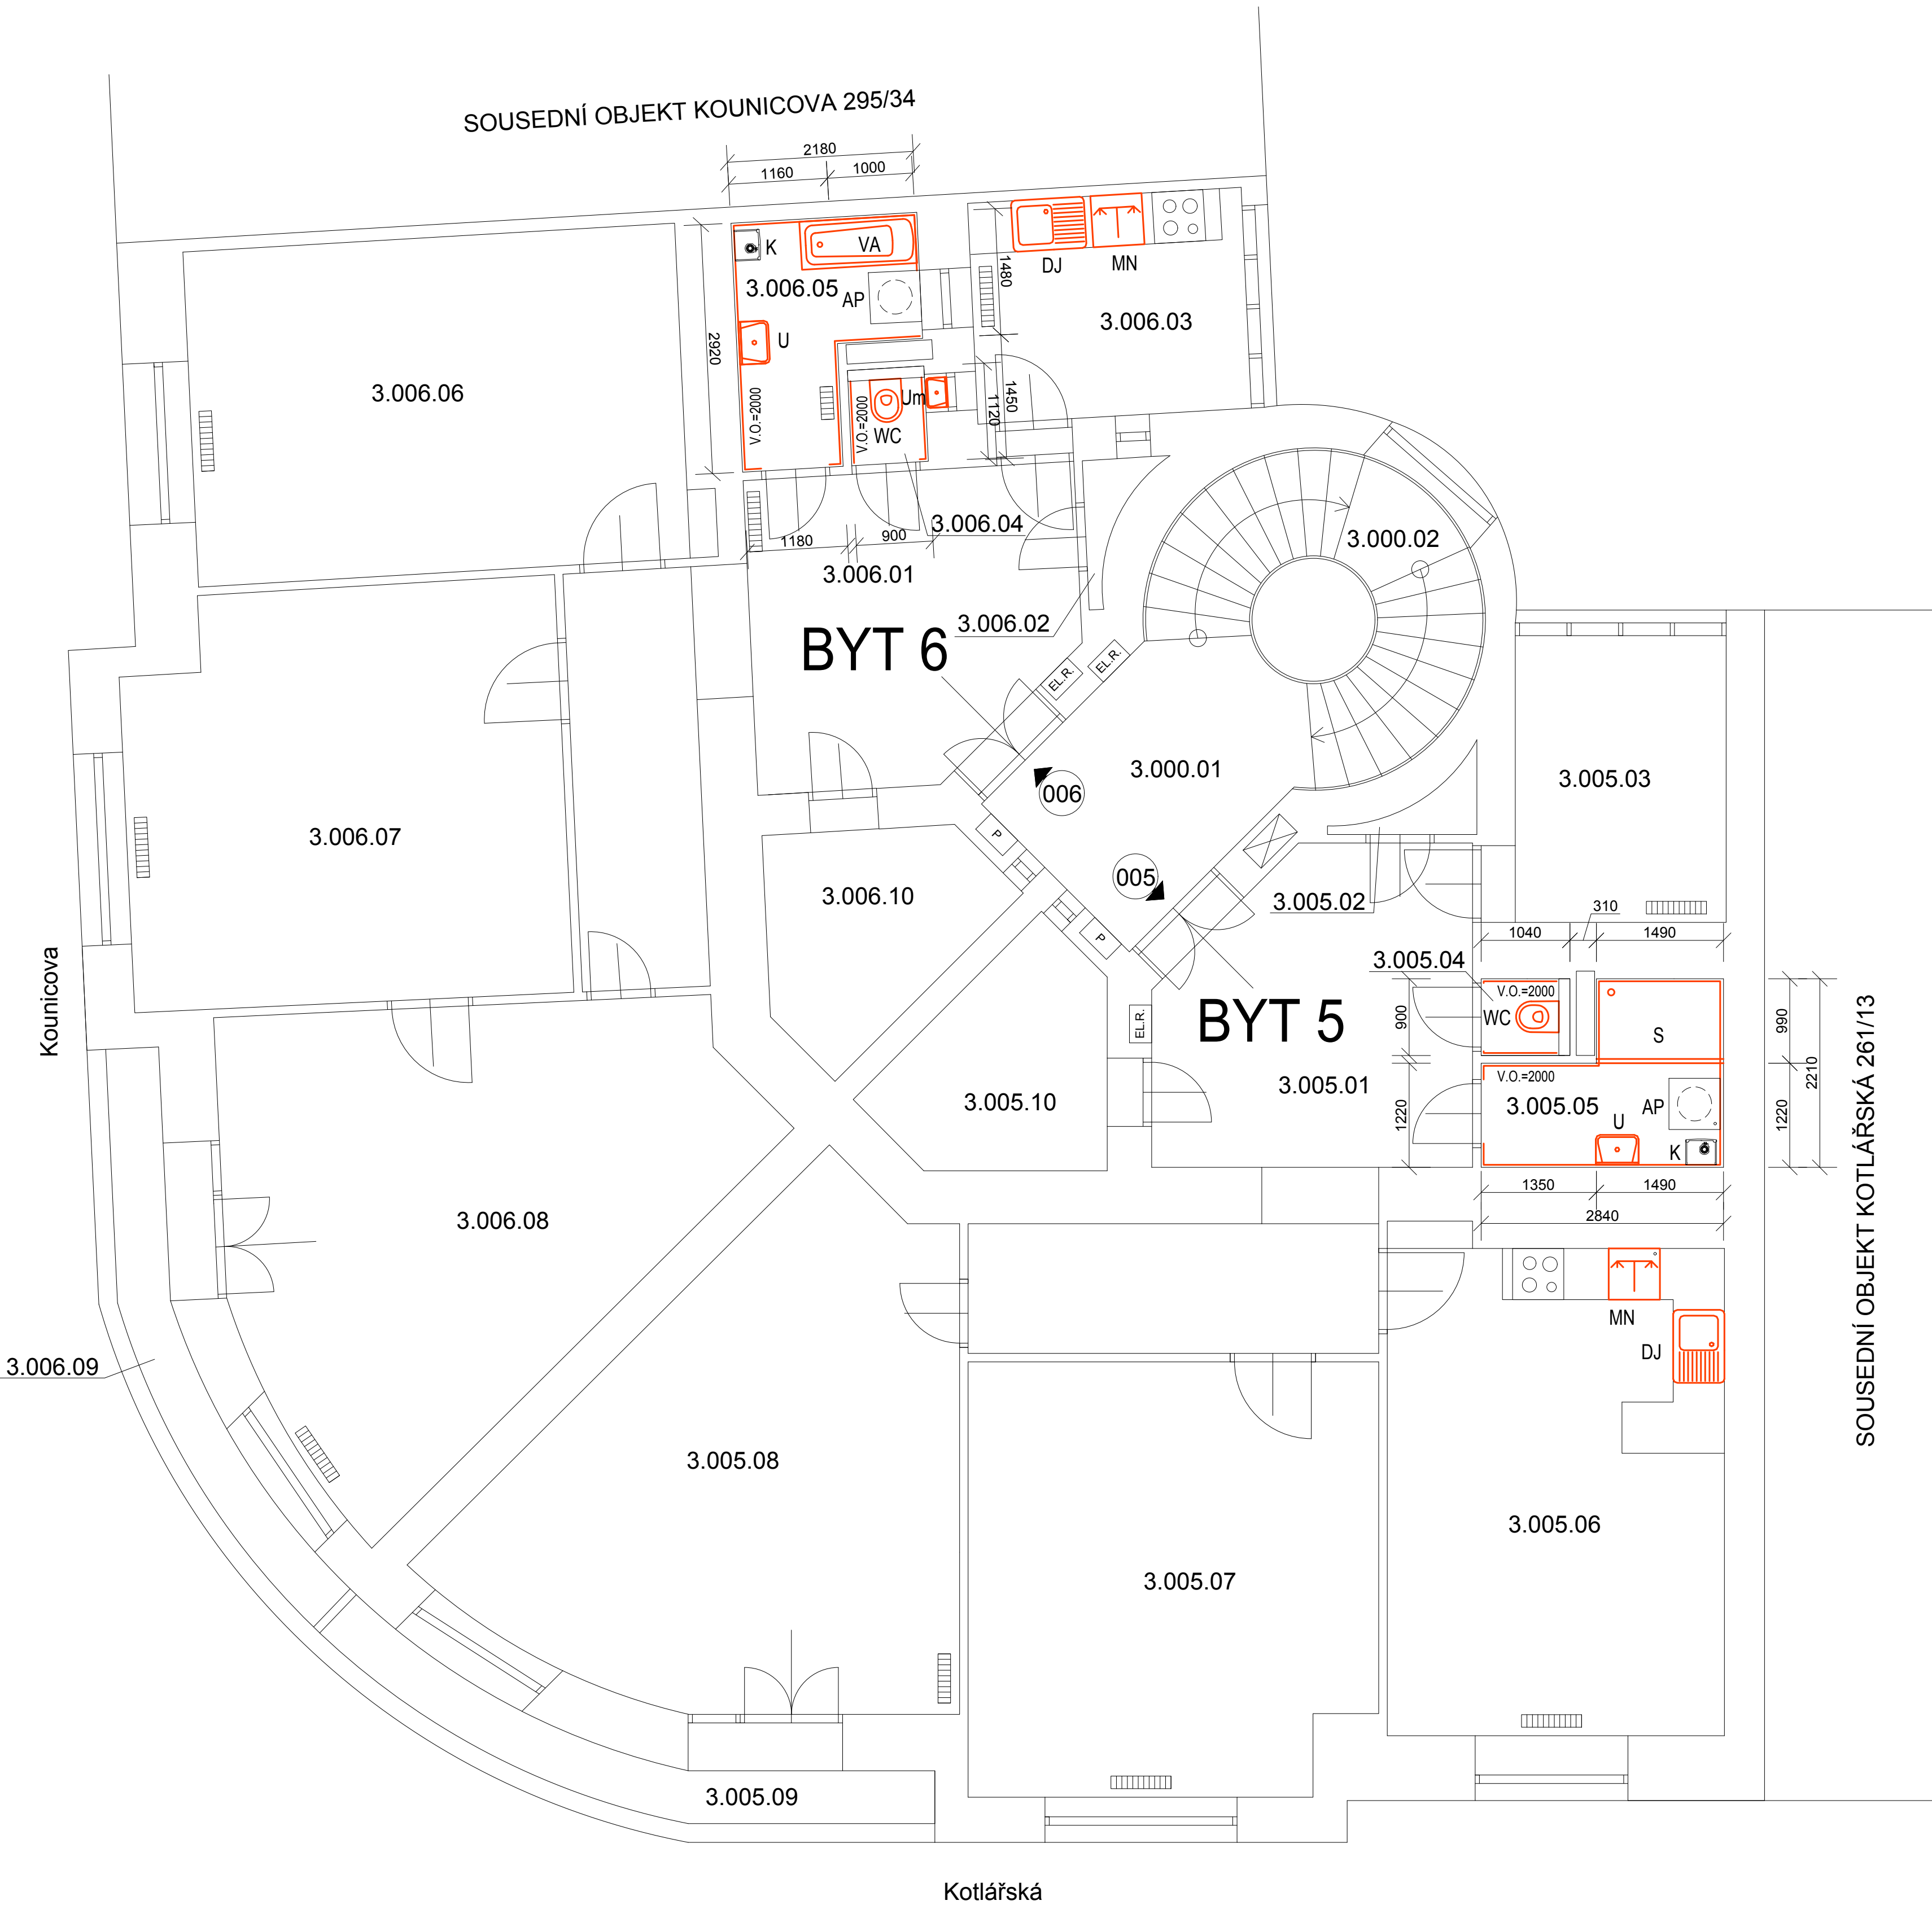 SOUSEDNÍ OBJEKT KOUNICOVA 295/34
2180
1160
1000
K
VA
DJ
MN
3.006.05
AP
1480
3.006.03
U
2920
3.006.06
V.O.=2000
V.O.=2000
Um
WC
1120
1450
3.006.04
3.000.02
1180
900
3.006.01
3.006.02
BYT 6
EL.R.
EL.R.
3.000.01
3.005.03
006
3.006.07
P
005
3.006.10
3.005.02
310
1040
1490
P
3.005.04
Kounicova
V.O.=2000
WC
BYT 5
EL.R.
900
S
990
2210
SOUSEDNÍ OBJEKT KOTLÁŘSKÁ 261/13
3.005.01
V.O.=2000
3.005.10
3.005.05
AP
U
1220
1220
K
1350
1490
2840
3.006.08
MN
DJ
3.006.09
3.005.08
3.005.06
3.005.07
3.005.09
Kotlářská